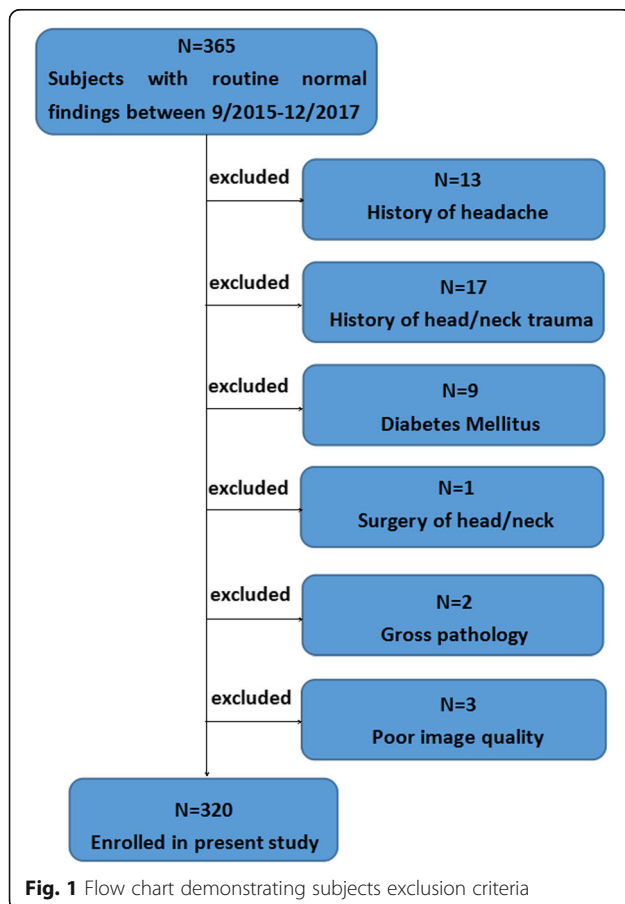 N=365
Subjects with routine normal
findings between 9/2015-12/2017
excluded
N=13
History of headache
excluded
N=17
History of head/neck trauma
excluded
N=9
Diabetes Mellitus
excluded
N=1
Surgery of head/neck
excluded
N=2
Gross pathology
excluded
N=3
Poor image quality
N=320
Enrolled in present study
Fig. 1 Flow chart demonstrating subjects exclusion criteria